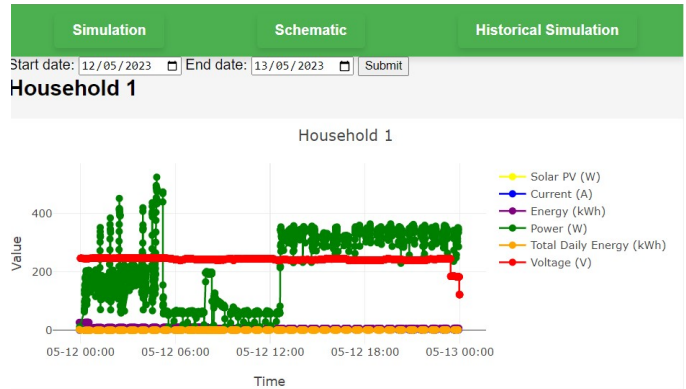 Simulation Schematic Historical Simulation
Start date: 12/05/2023 End date: 13/05/2023 Submit
Household 1
Household 1
Solar PV (W)
Current (A)
Energy (kWh)
Power (W)
Total Daily Energy (kWh)
Voltage (V)
Value
400
200
0
05-12 00:00 05-12 06:00 05-12 12:00 05-12 18:00 05-13 00:00
Time